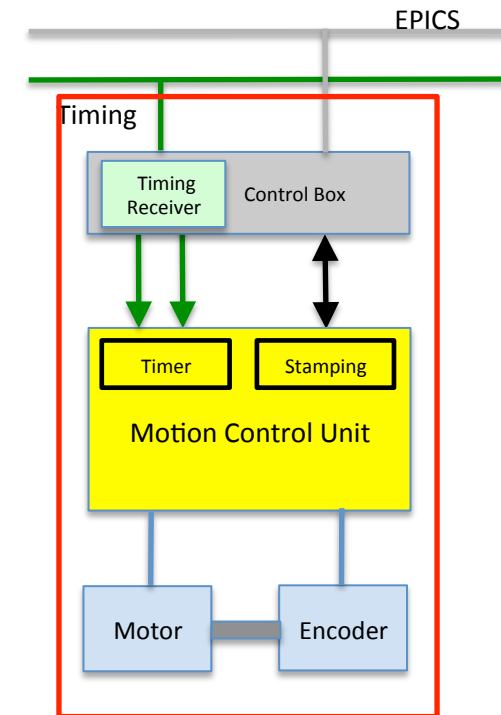 EPICS
Timing
Timing
Receiver
Control Box
Timer
Stamping
Motion Control Unit
Motor
Encoder